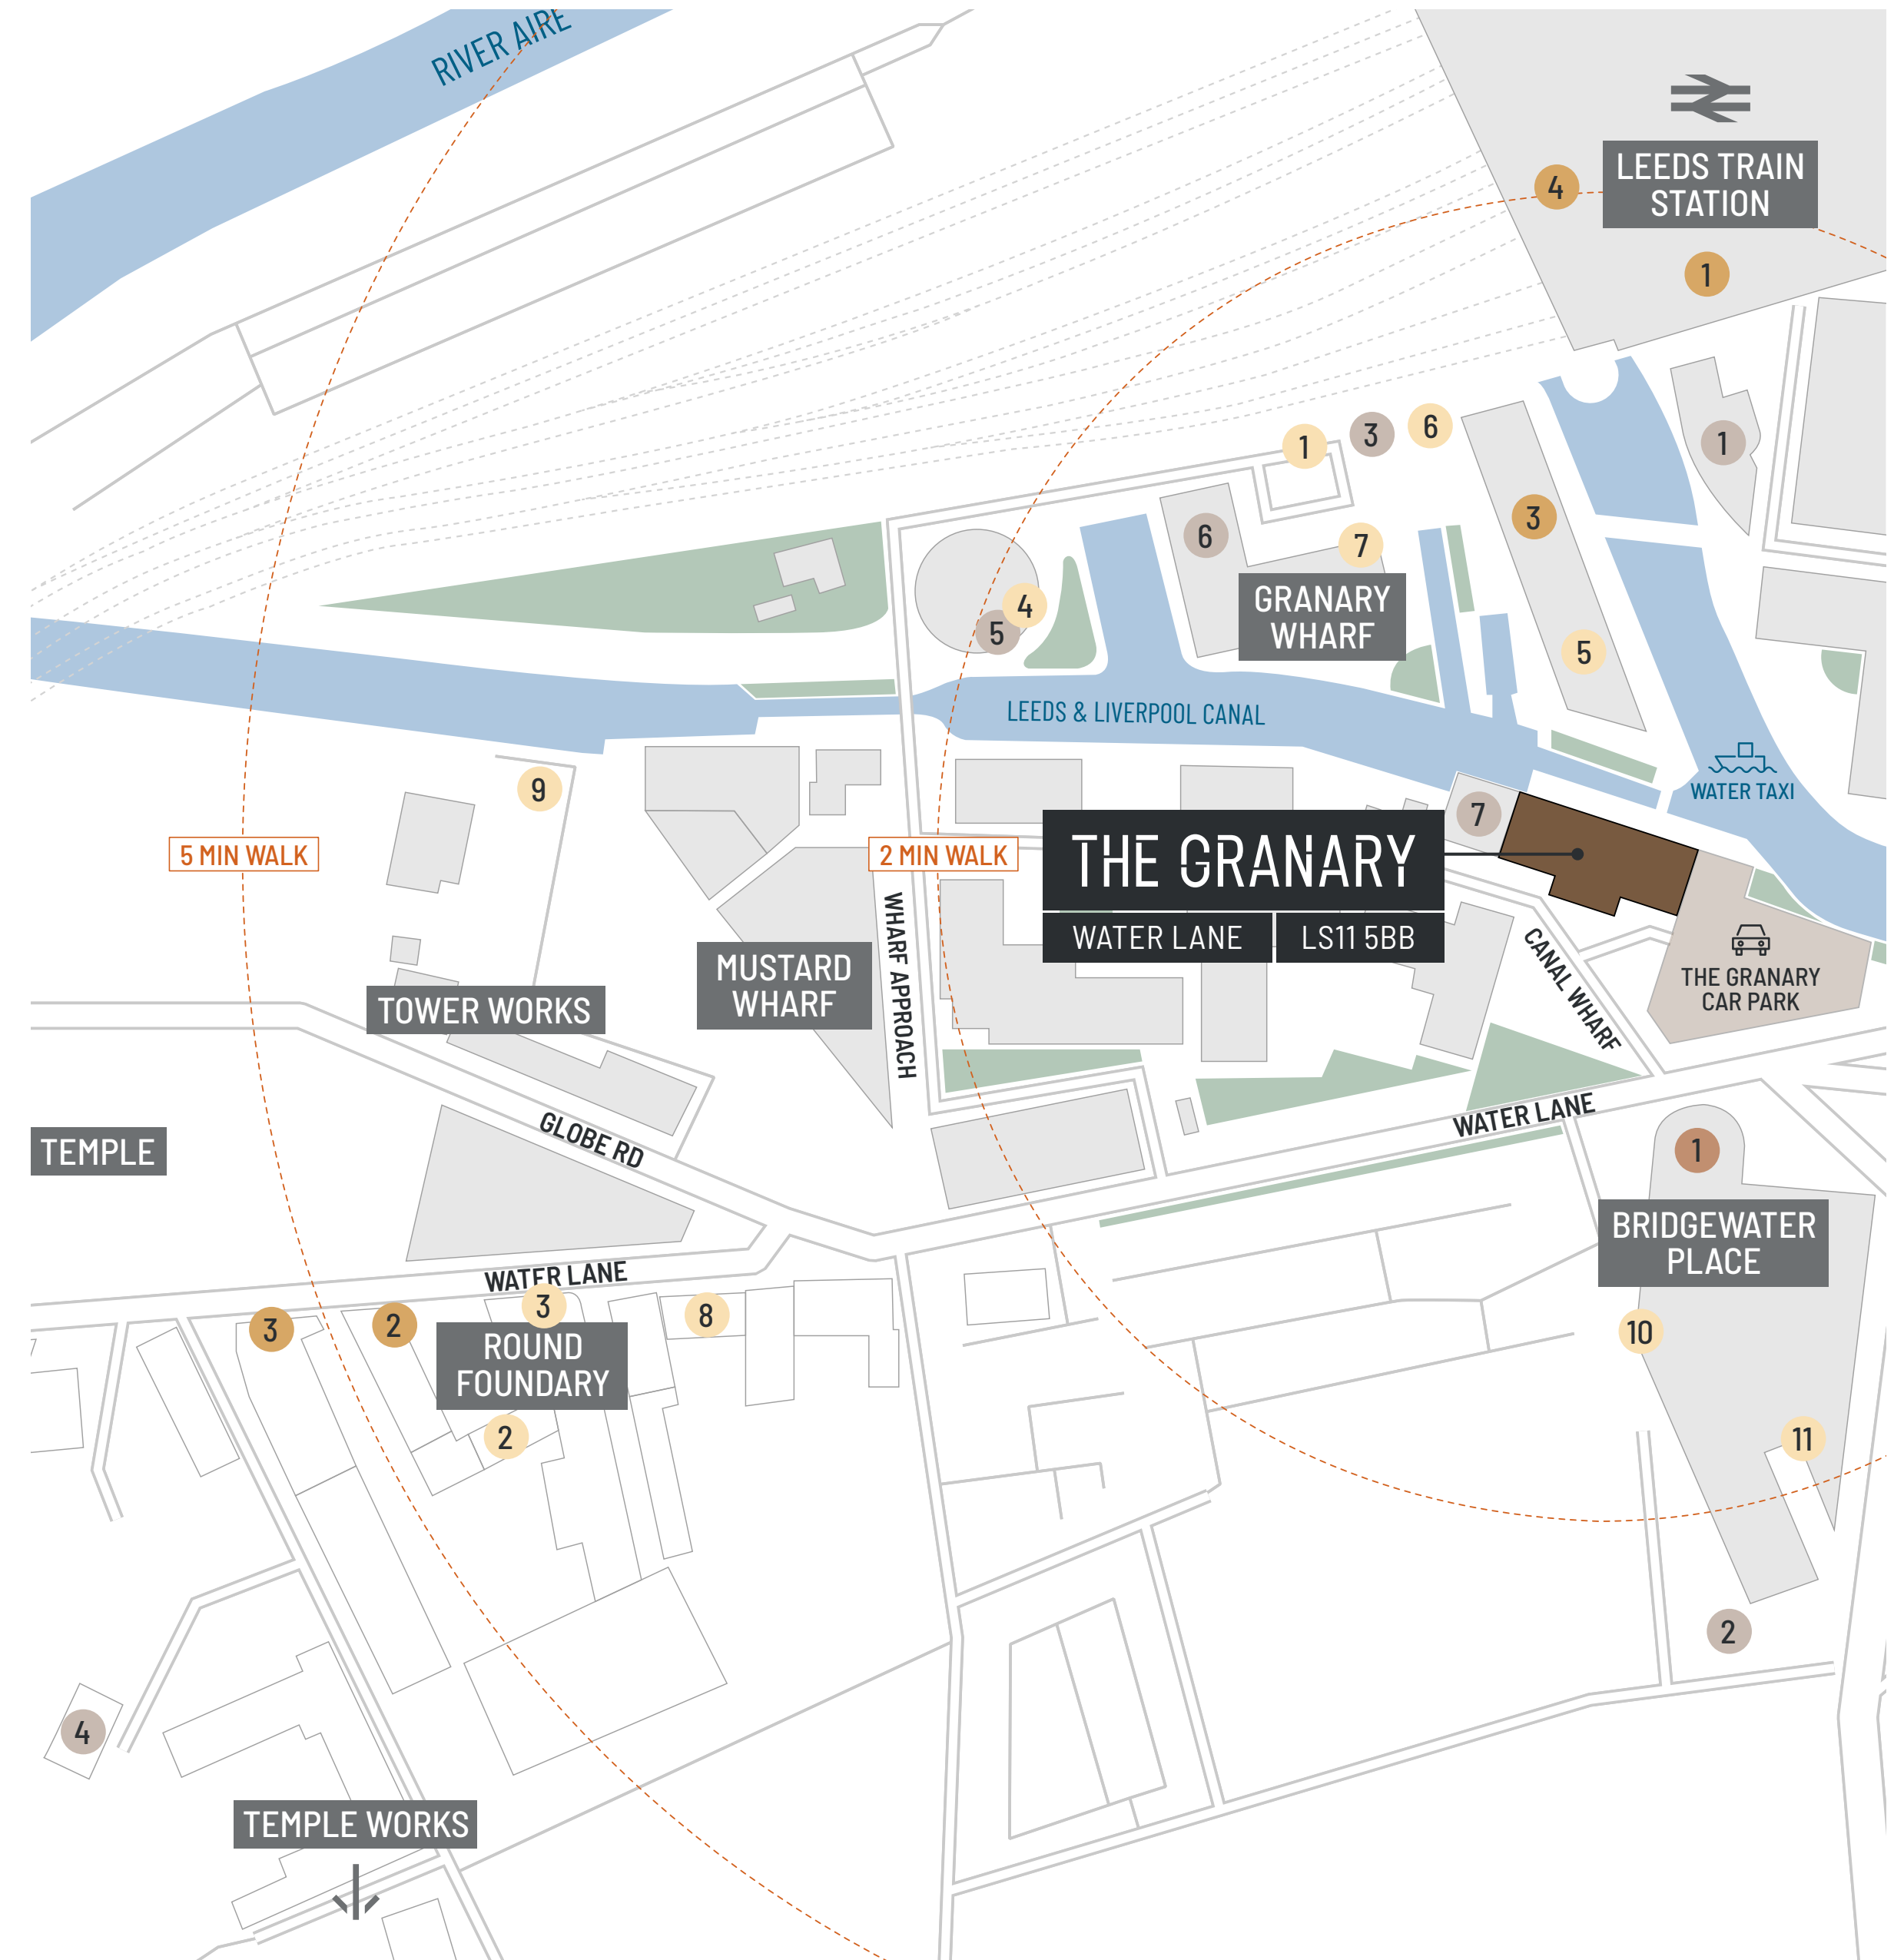 RIVER AIRE
LEEDS TRAIN
STATION
4
1
1
3
6
1
3
6
7
GRANARY
WHARF
4
5
5
LEEDS & LIVERPOOL CANAL
WATER TAXI
9
7
5 MIN WALK
2 MIN WALK
THE GRANARY
WATER LANE
LS11 5BB
WHARF APPROACH
CANAL WHARF
THE GRANARY
CAR PARK
MUSTARD
WHARF
TOWER WORKS
GLOBE RD
WATER LANE
TEMPLE
1
BRIDGEWATER
PLACE
WATER LANE
3
2
3
8
ROUND
FOUNDARY
2
10
11
2
4
TEMPLE WORKS